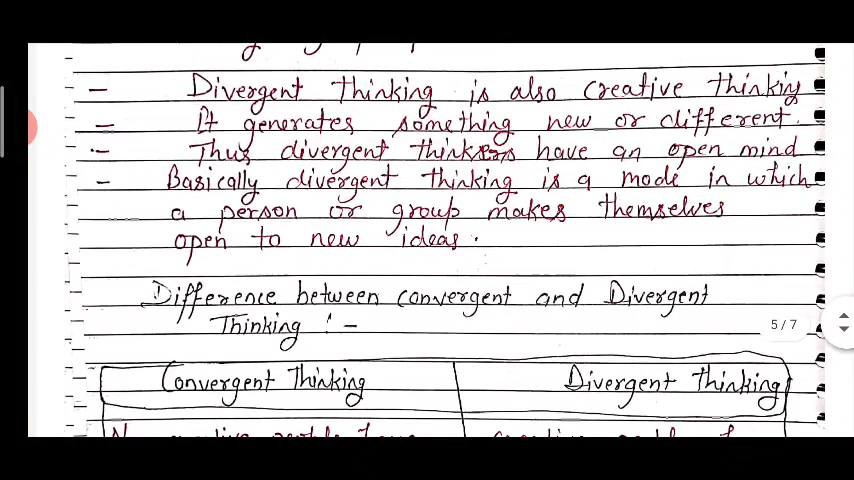 - Divergent thinking is also creative thinking
- It generates something new or different.
- Thus divergent thinkers have an open mind
- Basically divergent thinking is a mode in which
a person or group makes themselves
open to new ideas.
Difference between convergent and Divergent
Thinking :-
5/7
Convergent Thinking Divergent Thinking